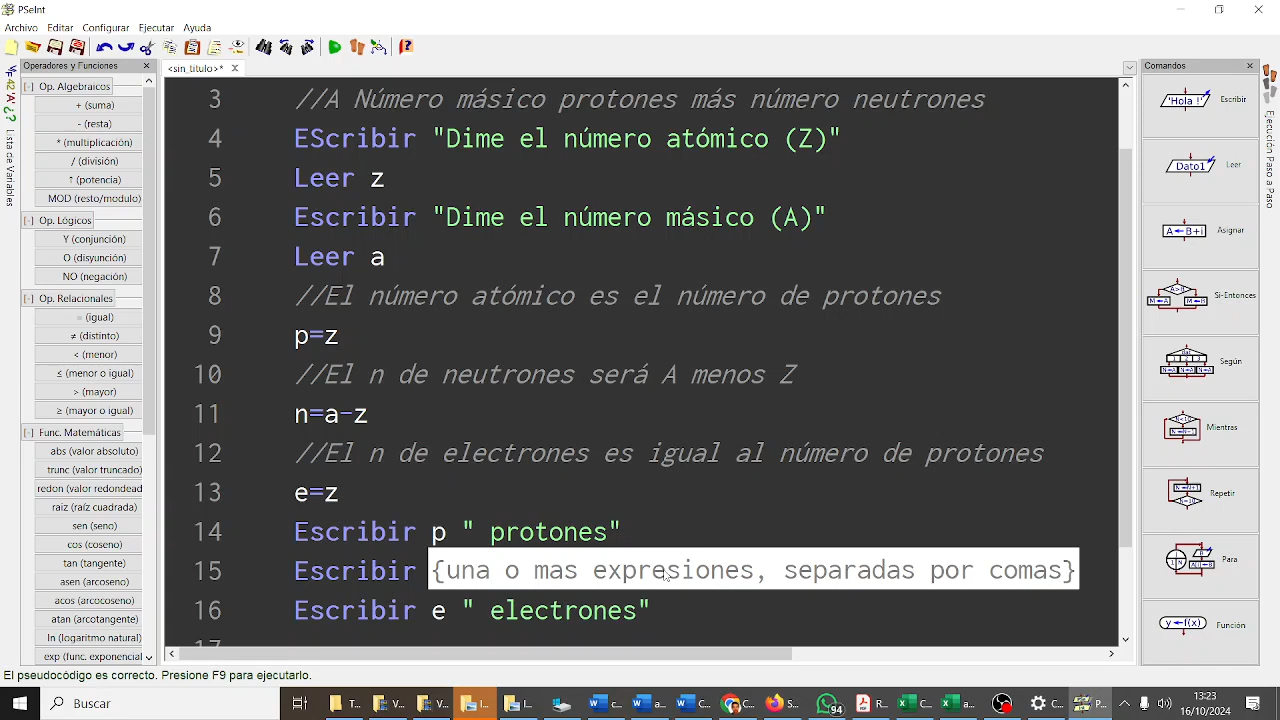 PSeInt
Archivo Editar Configurar Ejecutar Ayuda
Operadores y Funciones
<sin_titulo>*
Comandos
Op. Algebraicos
+ (suma)
- (resta)
* (multiplicación)
/ (división)
↑ (potencia)
MOD (resto/modulo)
Op. Lógicos
Y (conjunción)
O (disjunción)
NO (negación)
Op. Relacionales
= (igual)
≠ (distinto)
< (menor)
≤ (menor o igual)
> (mayor)
≥ (mayor o igual)
Func. Matemáticas
abs (valor absoluto)
trunc (valor truncado)
redon (valor redondea
raiz (raíz cuadrada)
sen (seno)
cos (coseno)
tan (tangente)
asen (arcoseno)
acos (arcocoseno)
atan (arcotangente)
ln (logaritmo natural)
exp (func. exponencial
Lista de Variables
3 //A Número másico protones más número neutrones
4 EScribir "Dime el número atómico (Z)"
5 Leer z
6 Escribir "Dime el número másico (A)"
7 Leer a
8 //El número atómico es el número de protones
9 p=z
10 //El n de neutrones será A menos Z
11 n=a-z
12 //El n de electrones es igual al número de protones
13 e=z
14 Escribir p " protones"
15 Escribir {una o mas expresiones, separadas por comas}
16 Escribir e " electrones"
17
'Hola !' Escribir
Dato1 Leer
A←B+i Asignar
Si-Entonces
Según
Mientras
Repetir
Para
y←f(x) Función
Ejecución Paso a Paso
El pseudocódigo es correcto. Presione F9 para ejecutarlo.
Buscar
T...
V...
V...
C...
C...
a...
C...
C...
S...
94
R...
C...
a...
C...
P...
13:23
16/10/2024